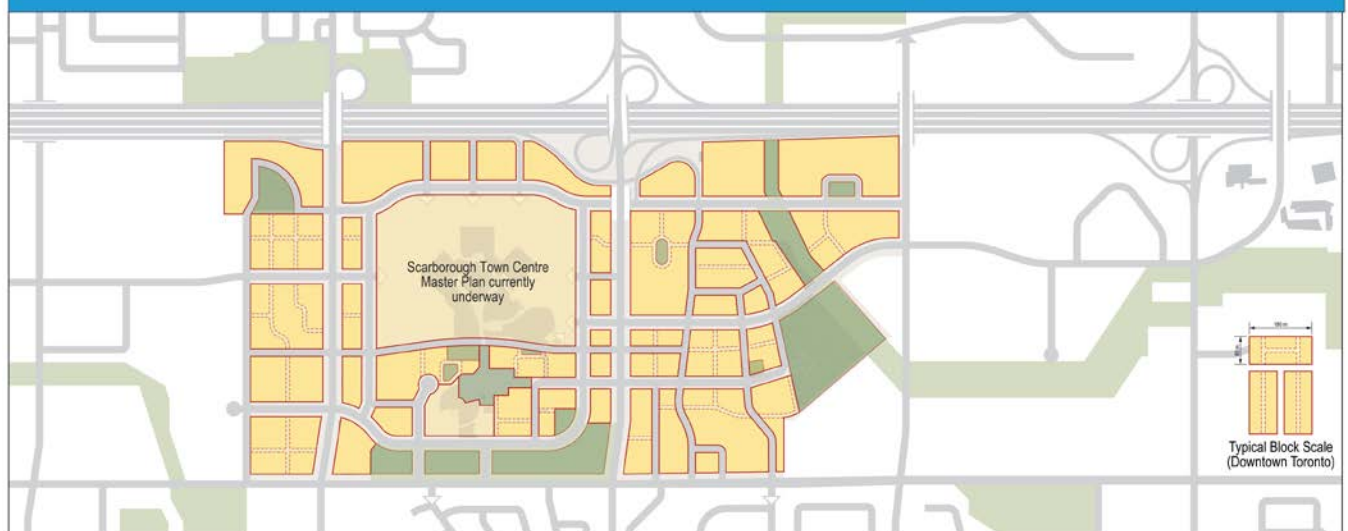 Scarborough Town Centre
Master Plan currently
underway
Typical Block Scale
(Downtown Toronto)